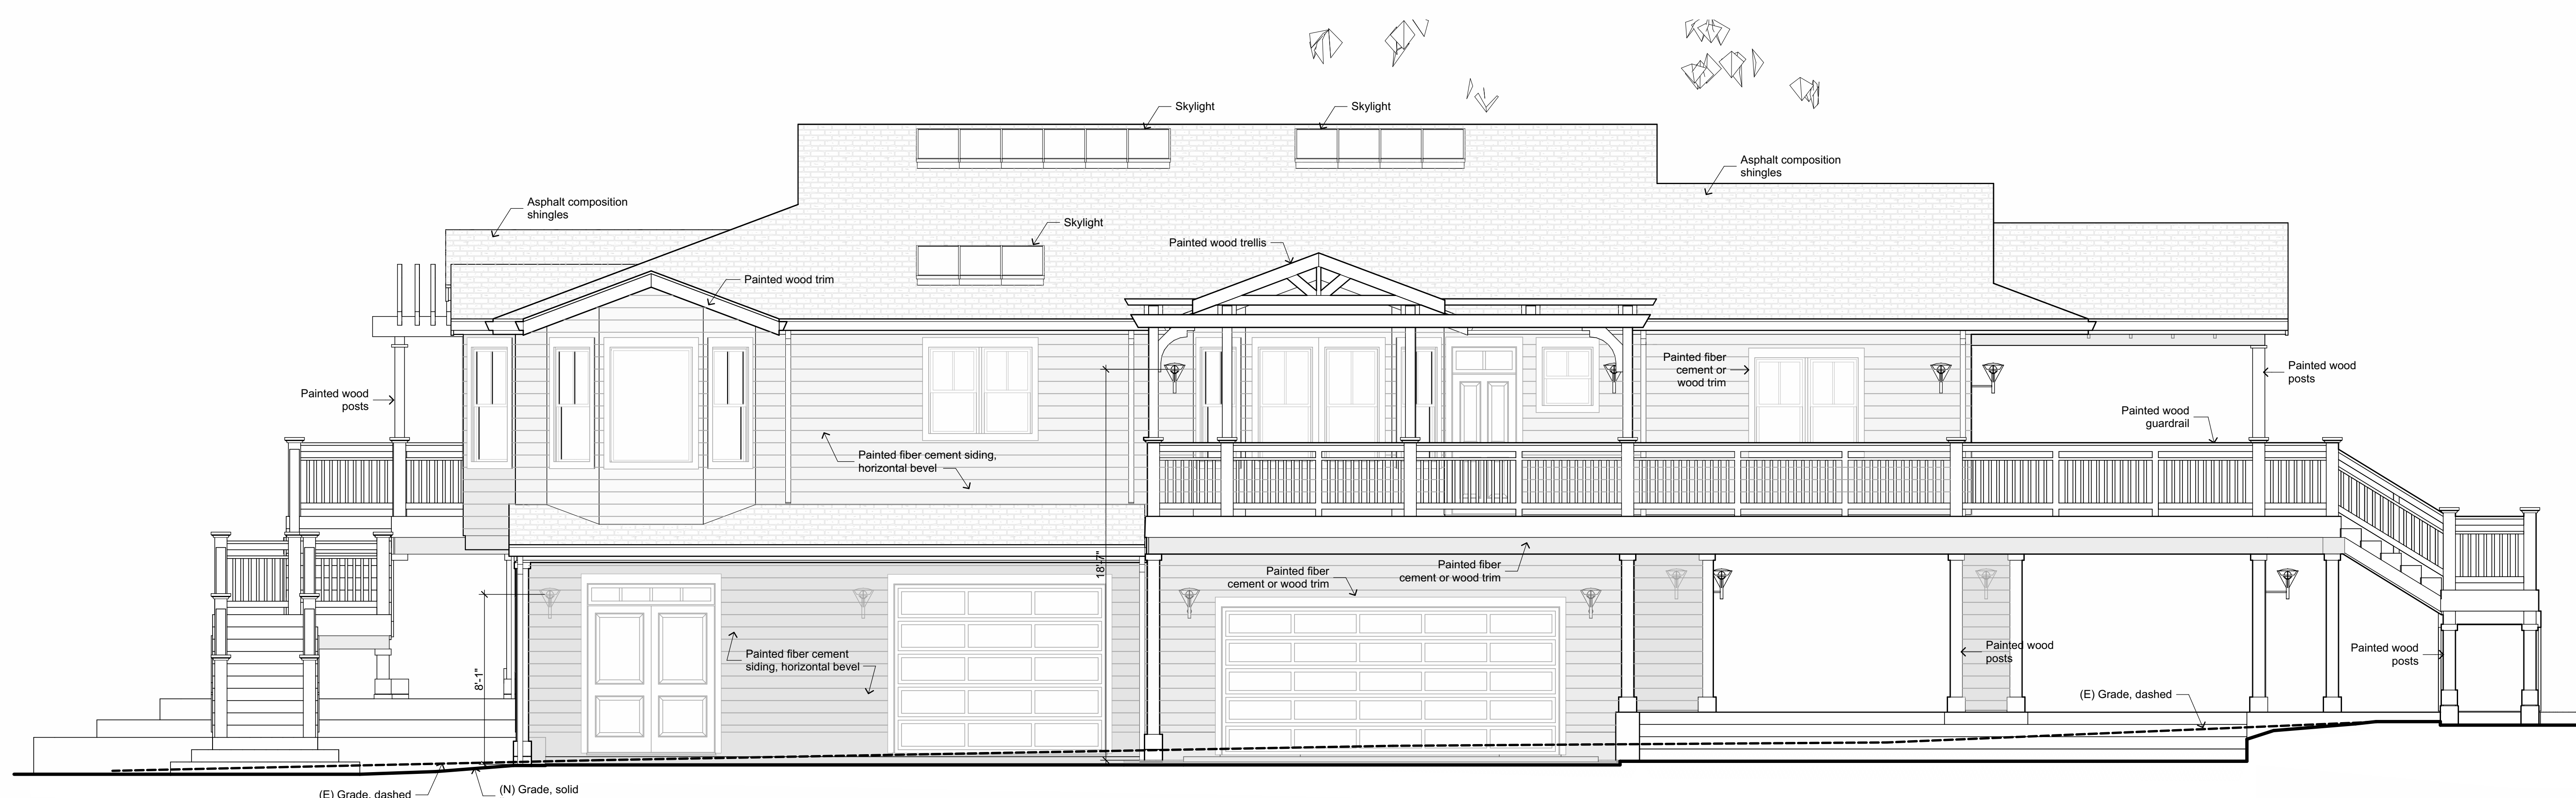 Skylight
Skylight
Asphalt composition
shingles
Asphalt composition
shingles
Skylight
Painted wood trellis
Painted wood trim
Painted fiber
cement or
wood trim
Painted wood
posts
Painted wood
posts
Painted wood
guardrail
Painted fiber cement siding,
horizontal bevel
18'-7"
Painted fiber
cement or wood trim
Painted fiber
cement or wood trim
Painted fiber cement
siding, horizontal bevel
8'-1"
Painted wood
posts
Painted wood
posts
(E) Grade, dashed
(E) Grade, dashed
(N) Grade, solid